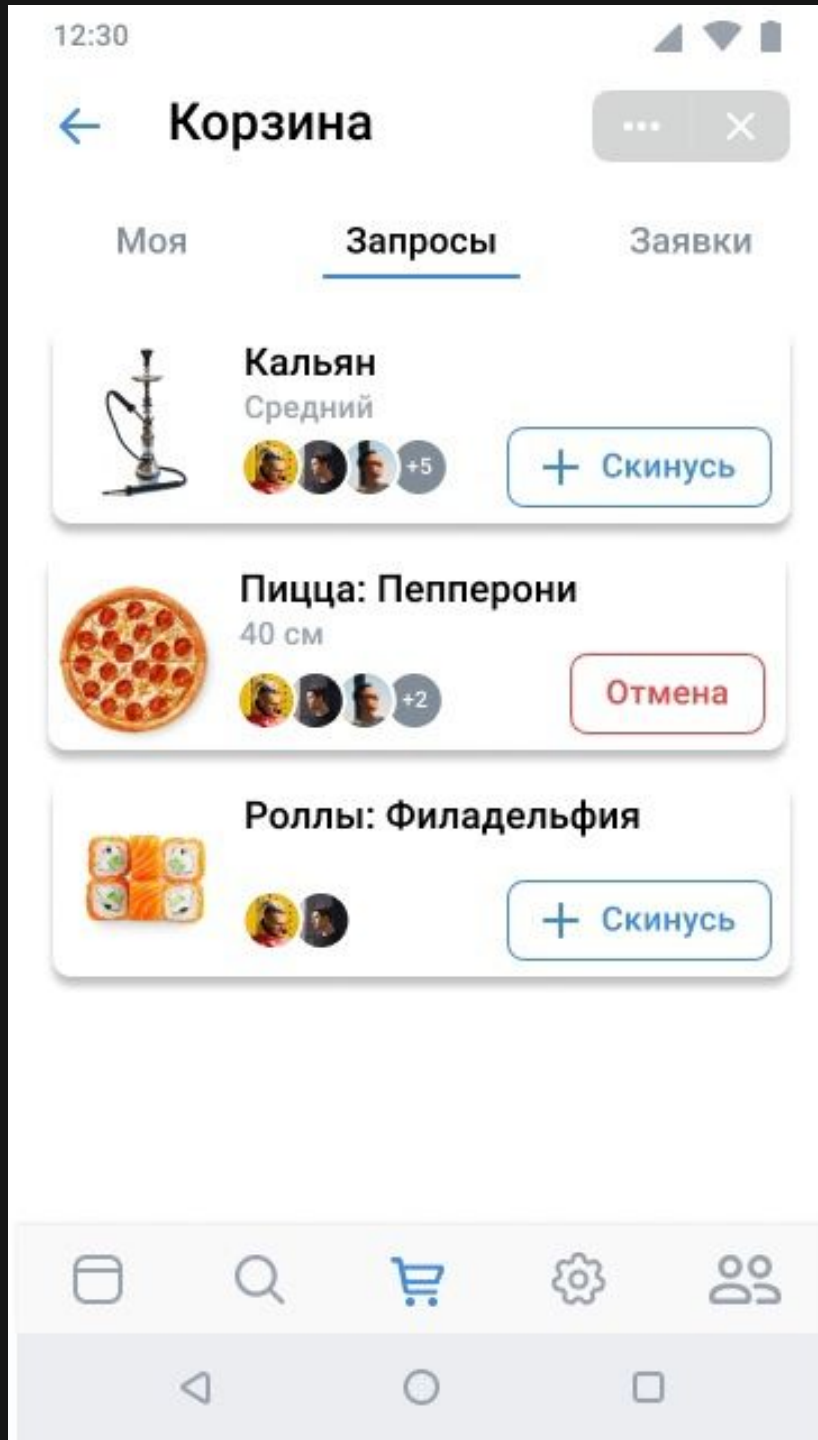 12:30
Корзина
Моя
Запросы
Заявки
Кальян
Средний
+5
+ Скинусь
Пицца: Пепперони
40 см
+2
Отмена
Роллы: Филадельфия
+ Скинусь